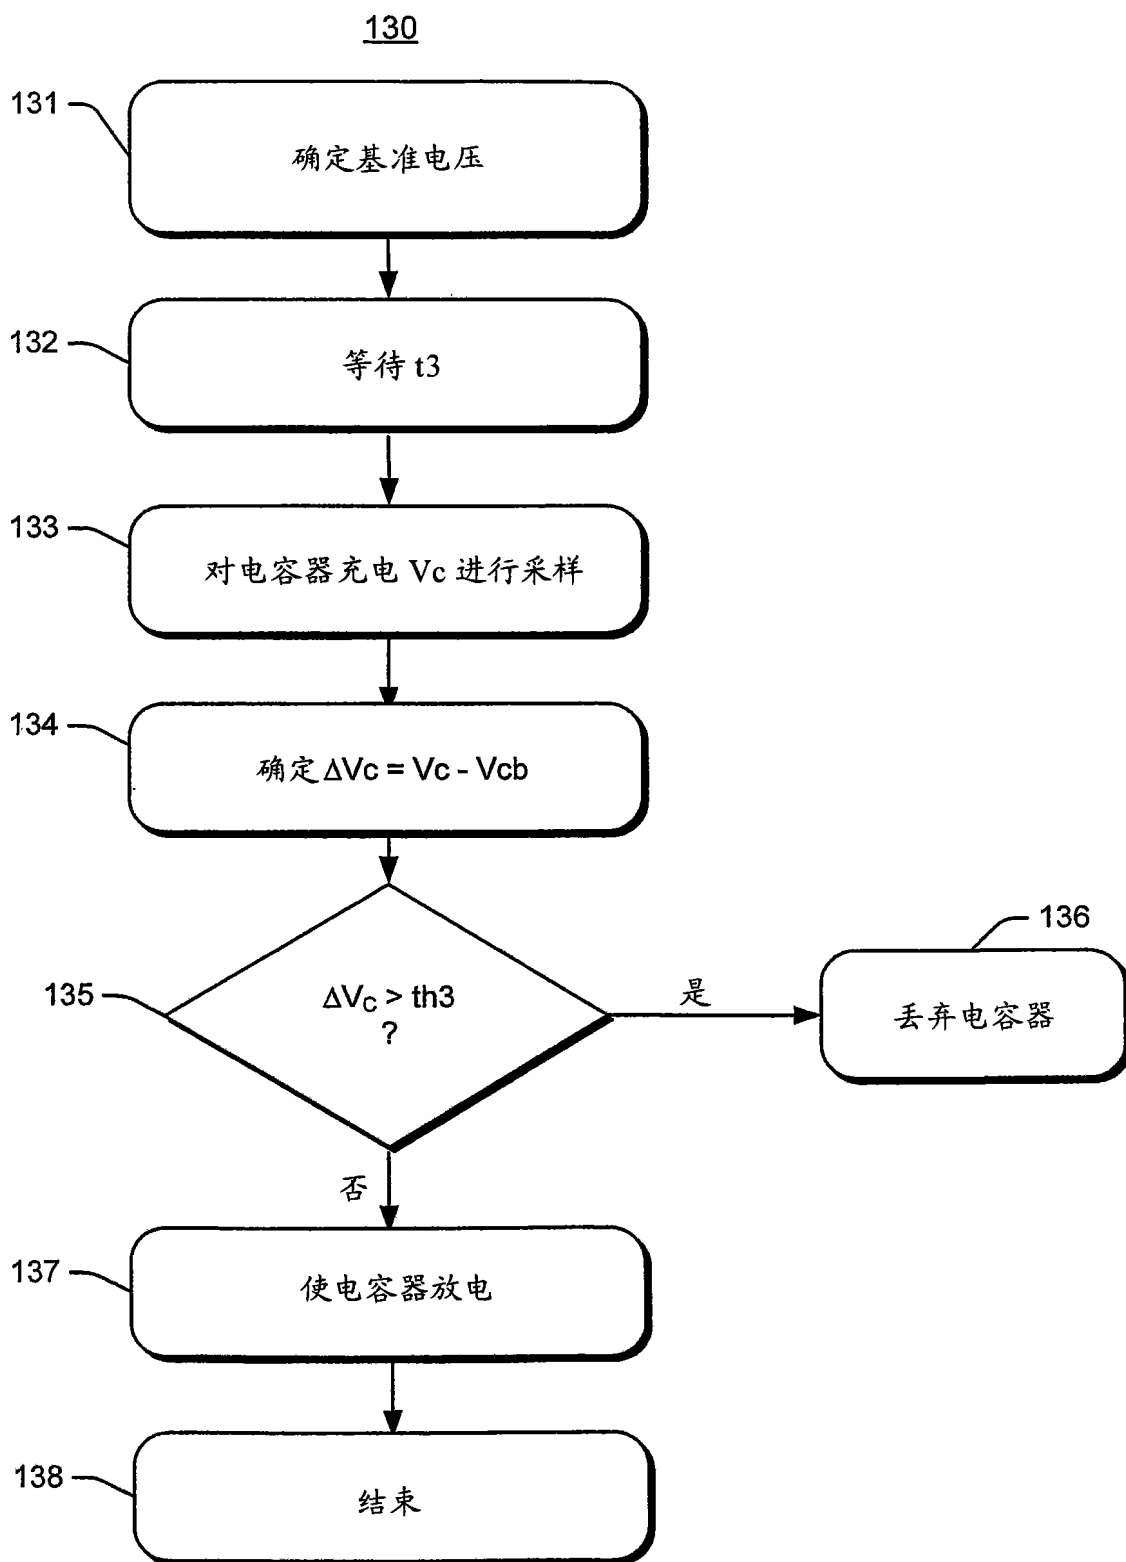 130
131
确定基准电压
132
等待 t3
133
对电容器充电 Vc 进行采样
134
确定ΔVc = Vc - Vcb
135
ΔVC > th3
?
是
136
丢弃电容器
否
137
使电容器放电
138
结束